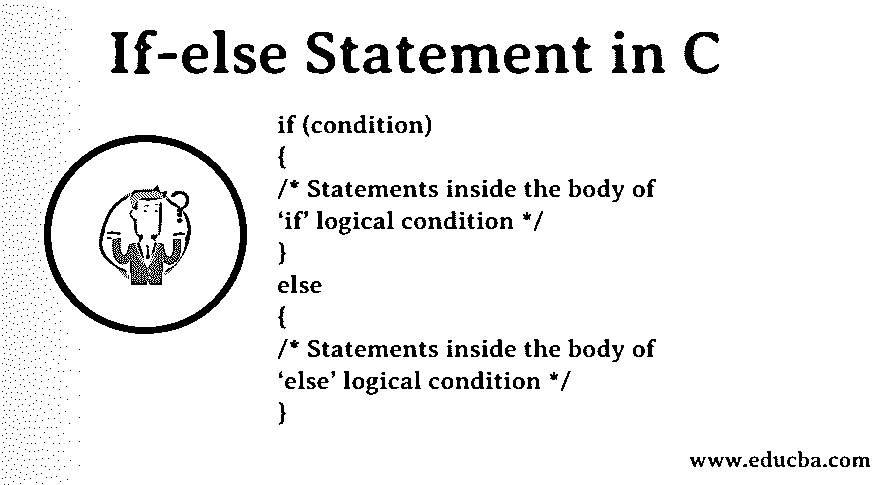 If-else Statement in C
if (condition)
{
/* Statements inside the body of
‘if’ logical condition */
}
else
{
/* Statements inside the body of
‘else’ logical condition */
}
www.educba.com